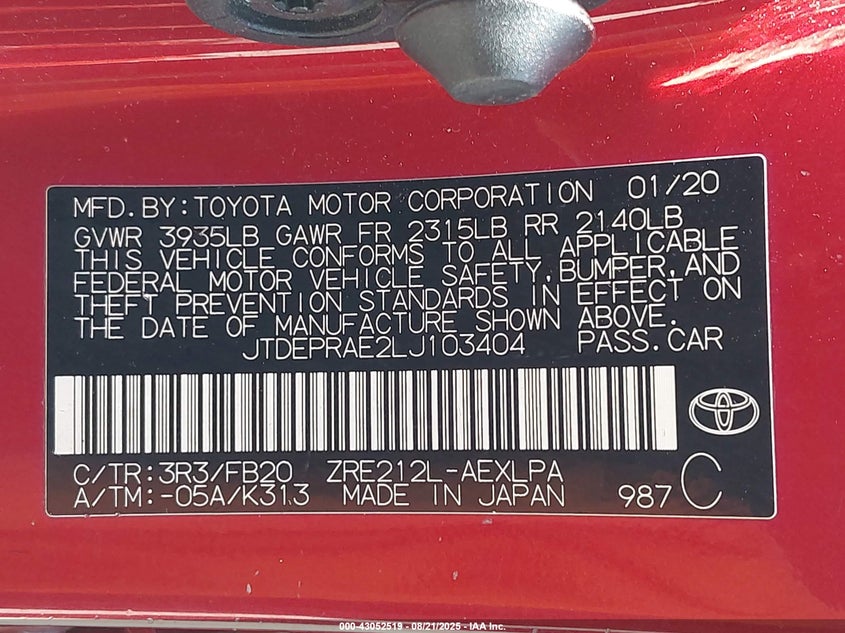 MFD.BY:TOYOTA MOTOR CORPORATION 01/20
GVWR 3935LB GAWR FR 2315LB RR 2140LB
THIS VEHICLE CONFORMS TO ALL APPLICABLE
FEDERAL MOTOR VEHICLE SAFETY,BUMPER,AND
THEFT PREVENTION STANDARDS IN EFFECT ON
THE DATE OF MANUFACTURE SHOWN ABOVE.
JTDEPRAE2LJ103404 PASS.CAR
C/TR:3R3/FB20 ZRE212L-AEXLPA
A/TM:-05A/K313 MADE IN JAPAN 987 C
000-43052519 - 08/21/2025 - IAA Inc.